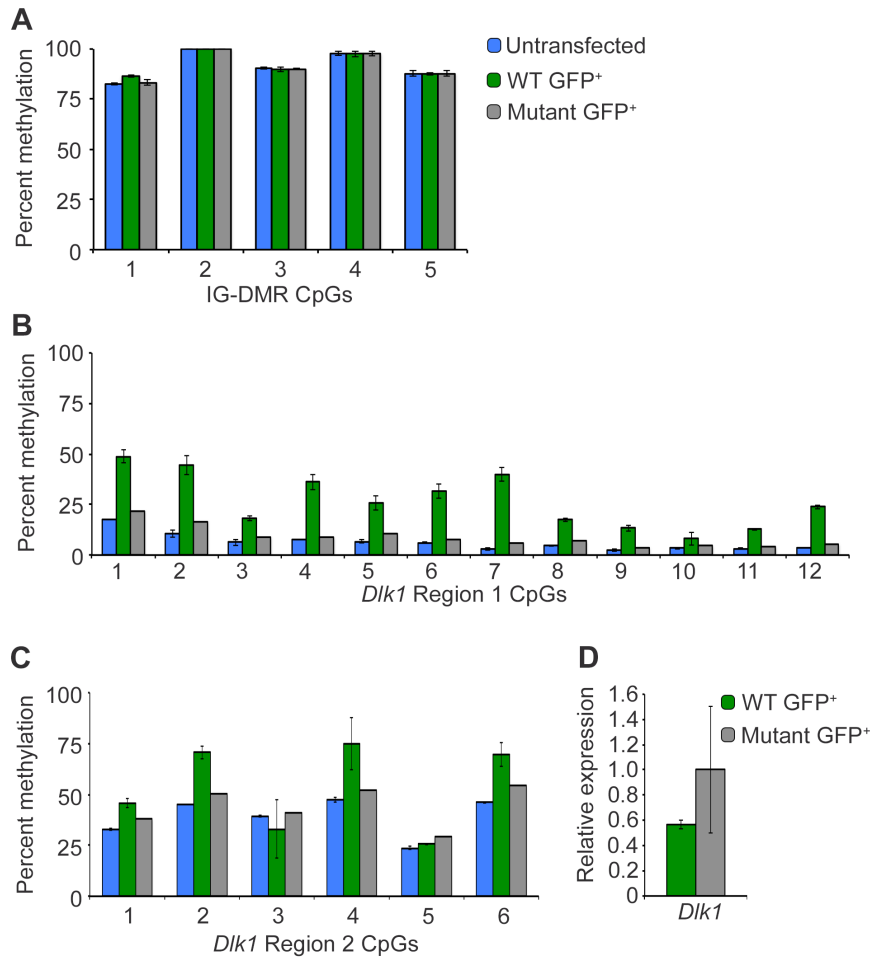 A
Percent methylation
100
75
50
25
0
1 2 3 4 5
IG-DMR CpGs
Untransfected
WT GFP⁺
Mutant GFP⁺
B
Percent methylation
100
75
50
25
0
1 2 3 4 5 6 7 8 9 10 11 12
Dlk1 Region 1 CpGs
C
Percent methylation
100
75
50
25
0
1 2 3 4 5 6
Dlk1 Region 2 CpGs
D
Relative expression
1.6
1.4
1.2
1.0
0.8
0.6
0.4
0.2
0
Dlk1
WT GFP⁺
Mutant GFP⁺